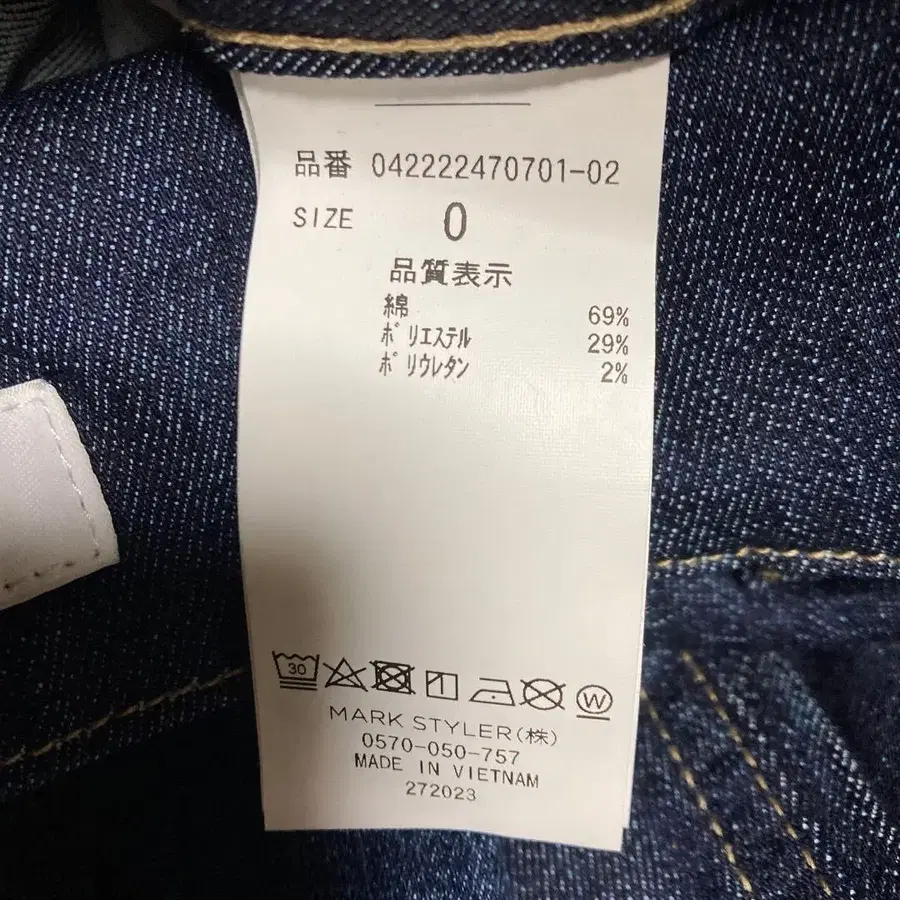 品番 042222470701-02
SIZE 0
品質表示
綿 69%
ポリエステル 29%
ポリウレタン 2%
30
W
MARK STYLER(株)
0570-050-757
MADE IN VIETNAM
272023